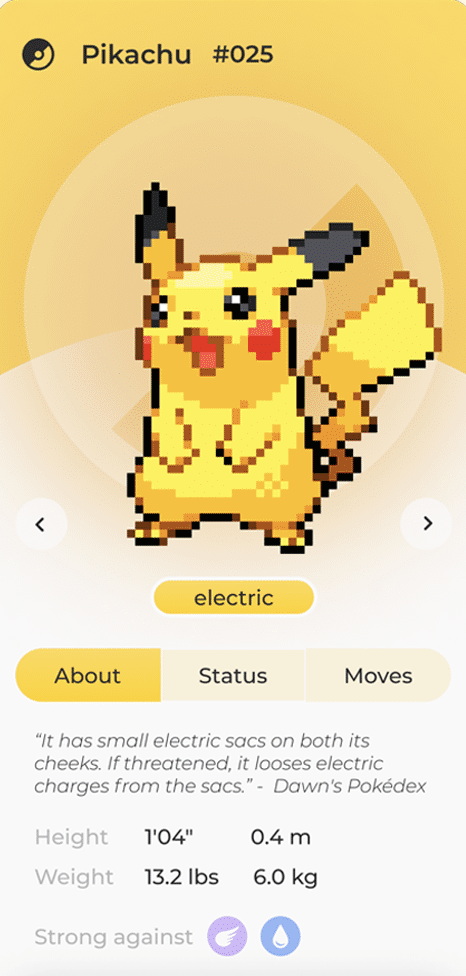 Pikachu #025
electric
About Status Moves
“It has small electric sacs on both its
cheeks. If threatened, it looses electric
charges from the sacs.” - Dawn's Pokédex
Height 1'04" 0.4 m
Weight 13.2 lbs 6.0 kg
Strong against